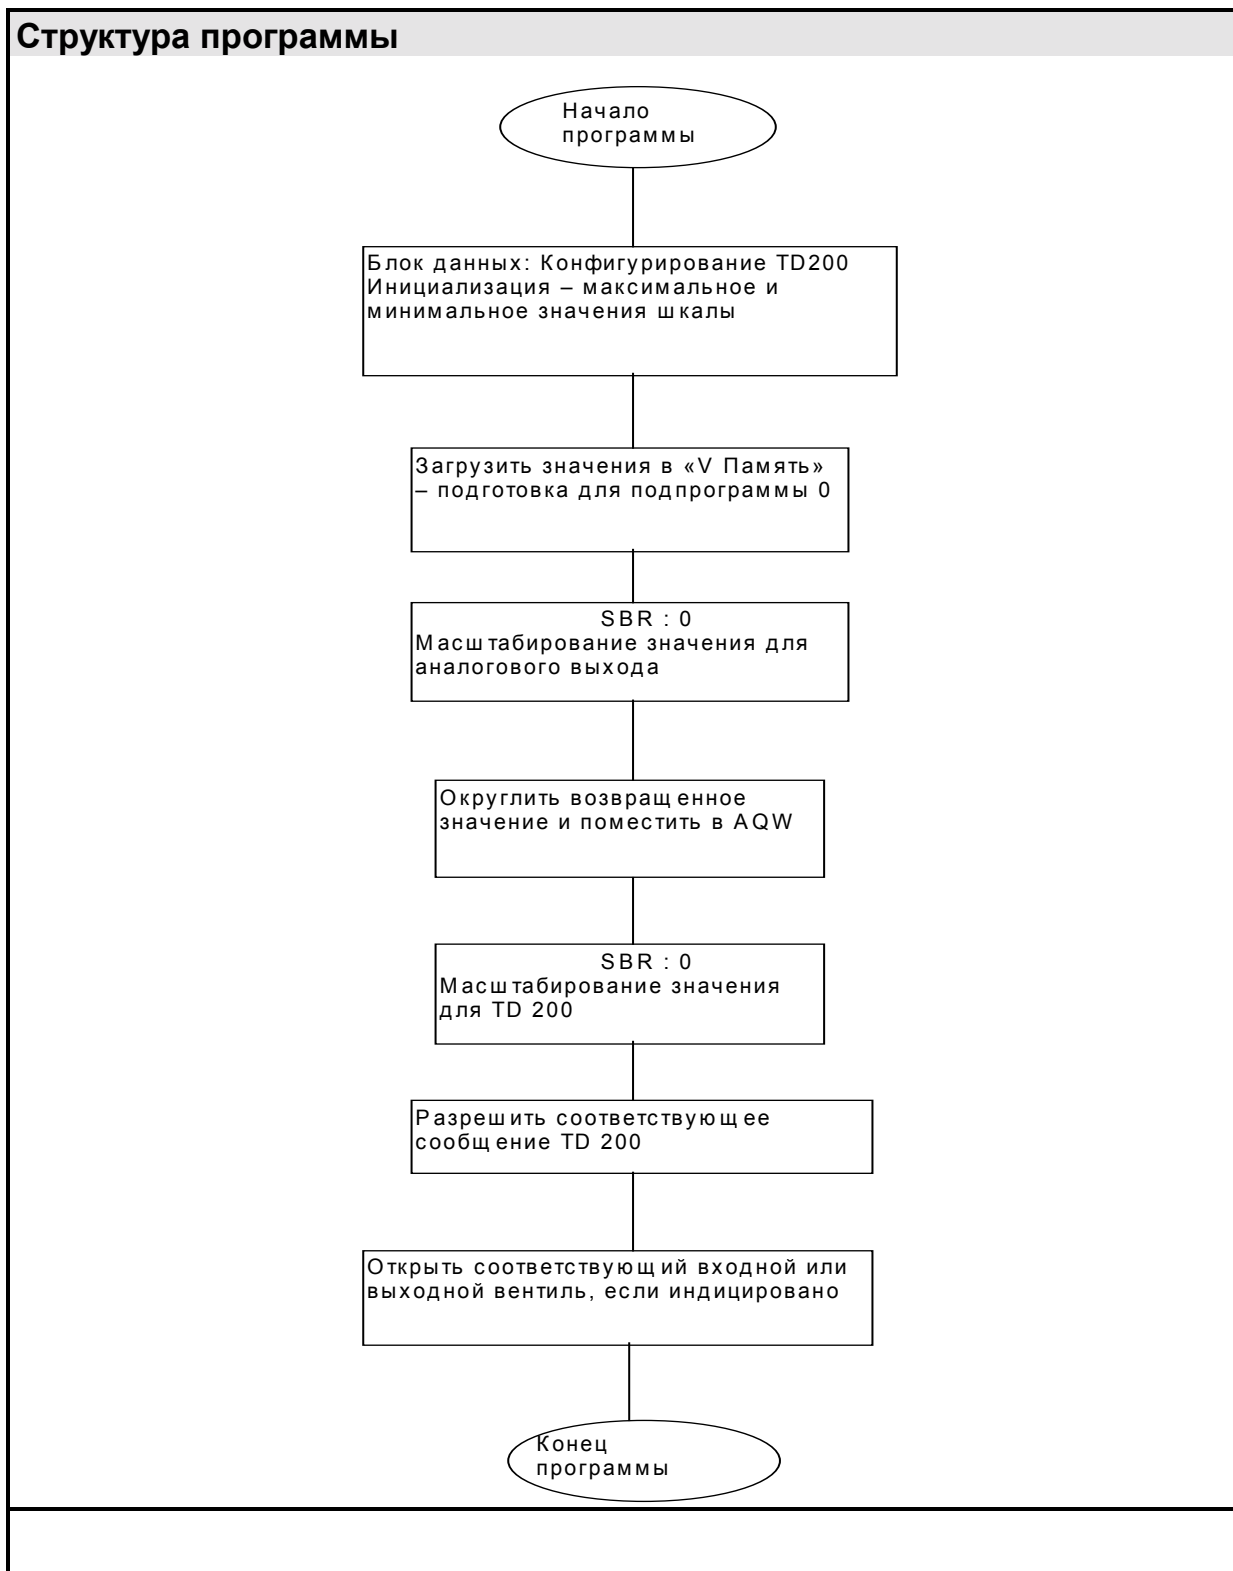 Структура программы
Начало
программы
Блок данных: Конфигурирование TD200
Инициализация – максимальное и
минимальное значения шкалы
Загрузить значения в «V Память»
– подготовка для подпрограммы 0
SBR : 0
Масштабирование значения для
аналогового выхода
Округлить возвращенное
значение и поместить в AQW
SBR : 0
Масштабирование значения
для TD 200
Разрешить соответствующее
сообщение TD 200
Открыть соответствующий входной или
выходной вентиль, если индицировано
Конец
программы